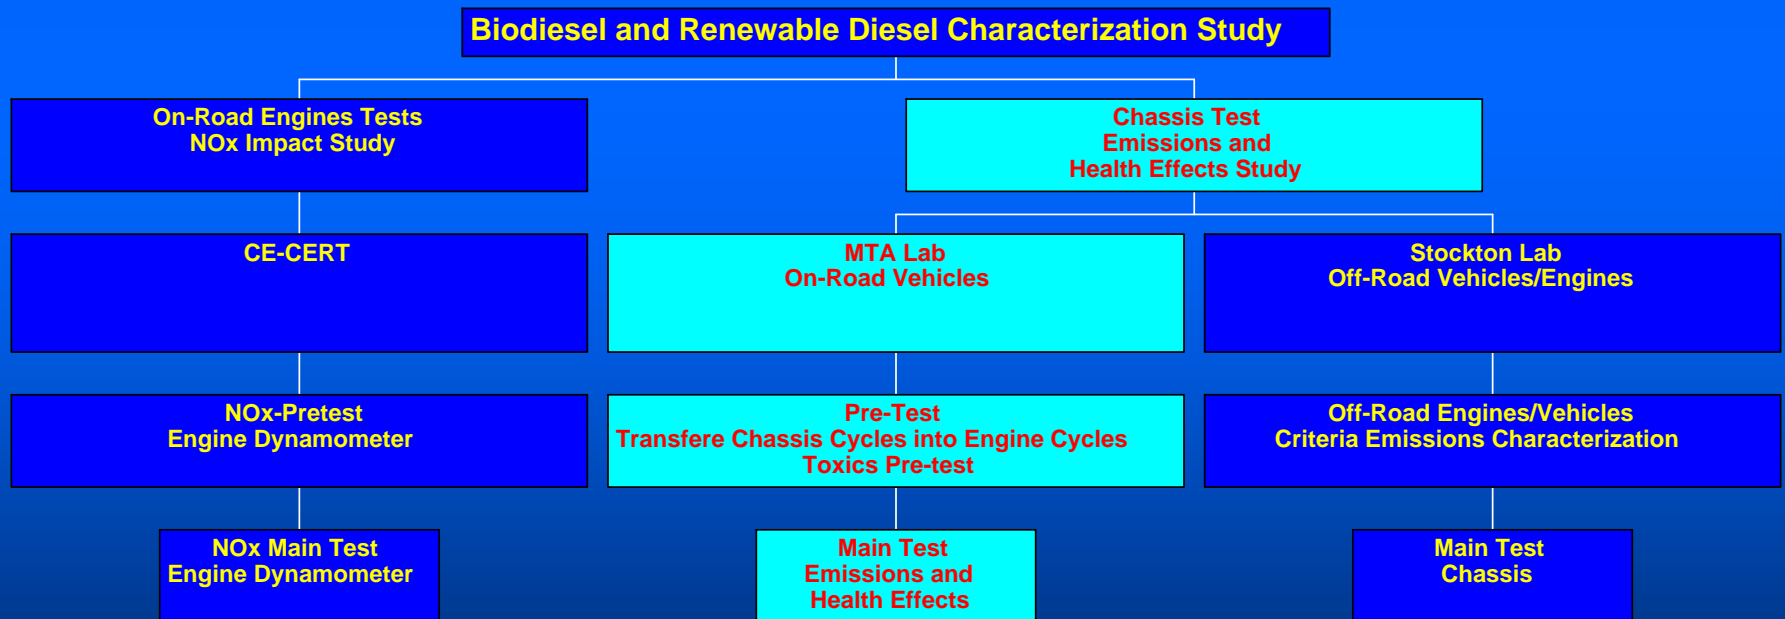 Biodiesel and Renewable Diesel Characterization Study
On-Road Engines Tests
NOx Impact Study
Chassis Test
Emissions and
Health Effects Study
CE-CERT
MTA Lab
On-Road Vehicles
Stockton Lab
Off-Road Vehicles/Engines
NOx-Pretest
Engine Dynamometer
Pre-Test
Transfere Chassis Cycles into Engine Cycles
Toxics Pre-test
Off-Road Engines/Vehicles
Criteria Emissions Characterization
NOx Main Test
Engine Dynamometer
Main Test
Emissions and
Health Effects
Main Test
Chassis